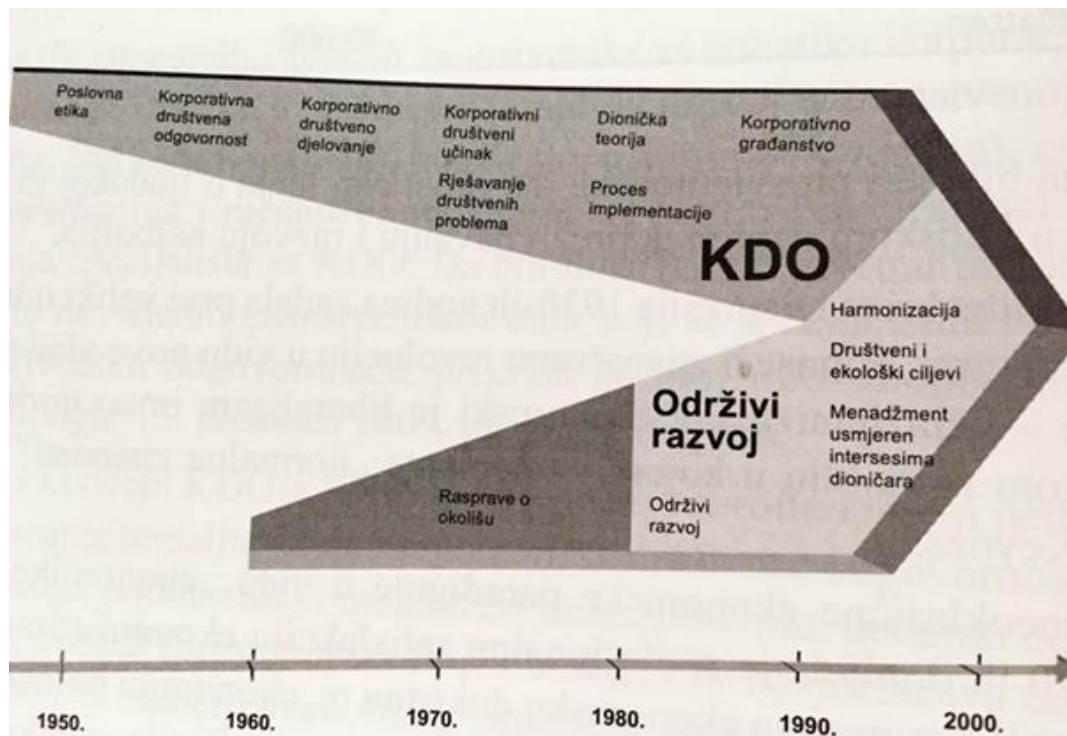 Poslovna
etika
Korporativna
društvena
odgovornost
Korporativno
društveno
djelovanje
Korporativni
društveni
učinak
Rješavanje
društvenih
problema
Dionička
teorija
Proces
implementacije
Korporativno
građanstvo
KDO
Harmonizacija
Društveni i
ekološki ciljevi
Menadžment
usmjeren
intersesima
dioničara
Održivi
razvoj
Rasprave o
okolišu
Održivi
razvoj
1950. 1960. 1970. 1980. 1990. 2000.